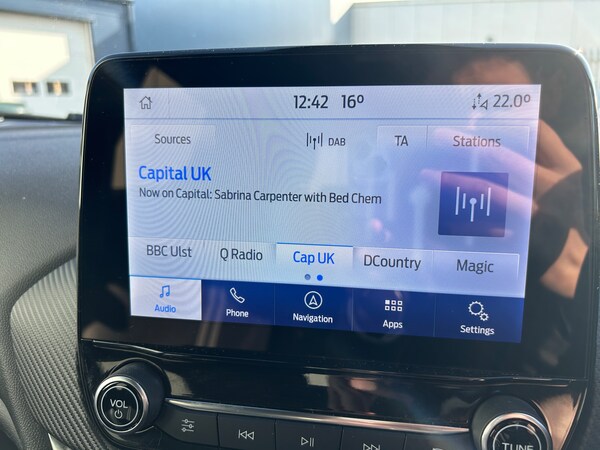 12:42 16° 22.0°
Sources DAB TA Stations
Capital UK
Now on Capital: Sabrina Carpenter with Bed Chem
BBC Ulst Q Radio Cap UK DCountry Magic
Audio Phone Navigation Apps Settings
VOL TUNE